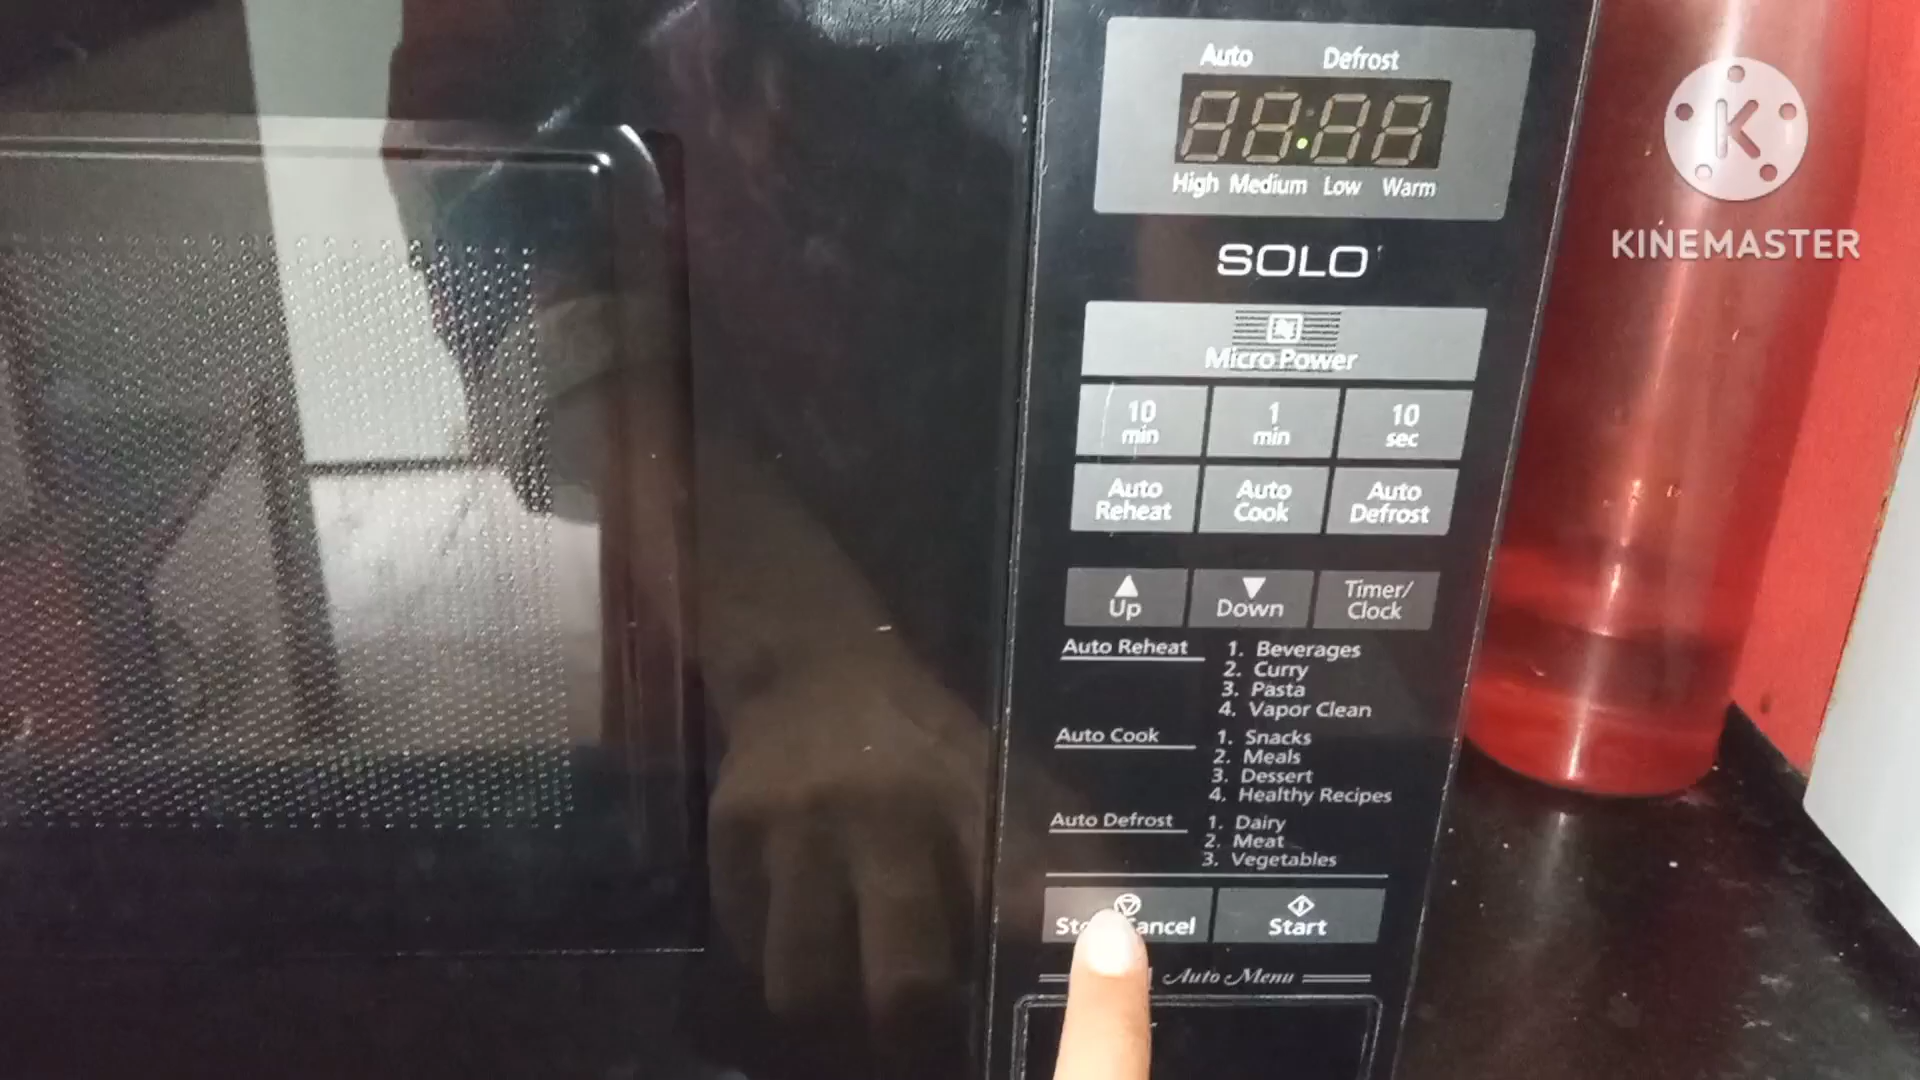 Auto Defrost
High Medium Low Warm
SOLO
Micro Power
10 min
1 min
10 sec
Auto Reheat
Auto Cook
Auto Defrost
Up
Down
Timer/
Clock
Auto Reheat
1. Beverages
2. Curry
3. Pasta
4. Vapor Clean
Auto Cook
1. Snacks
2. Meals
3. Dessert
4. Healthy Recipes
Auto Defrost
1. Dairy
2. Meat
3. Vegetables
Start
Auto Menu
K
KINEMASTER